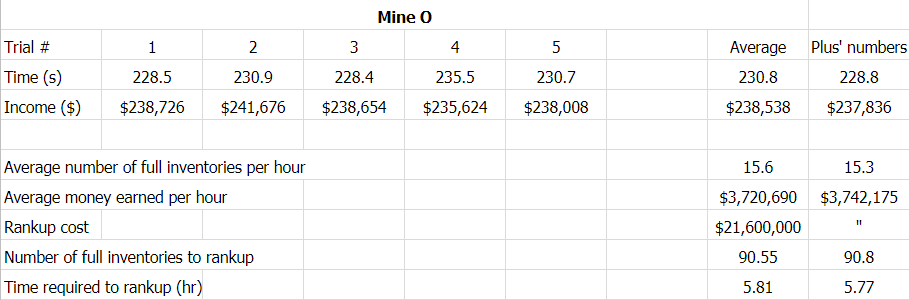 Mine O
Trial # 1 2 3 4 5 Average Plus' numbers
Time (s) 228.5 230.9 228.4 235.5 230.7 230.8 228.8
Income ($) $238,726 $241,676 $238,654 $235,624 $238,008 $238,538 $237,836
Average number of full inventories per hour 15.6 15.3
Average money earned per hour $3,720,690 $3,742,175
Rankup cost $21,600,000 "
Number of full inventories to rankup 90.55 90.8
Time required to rankup (hr) 5.81 5.77